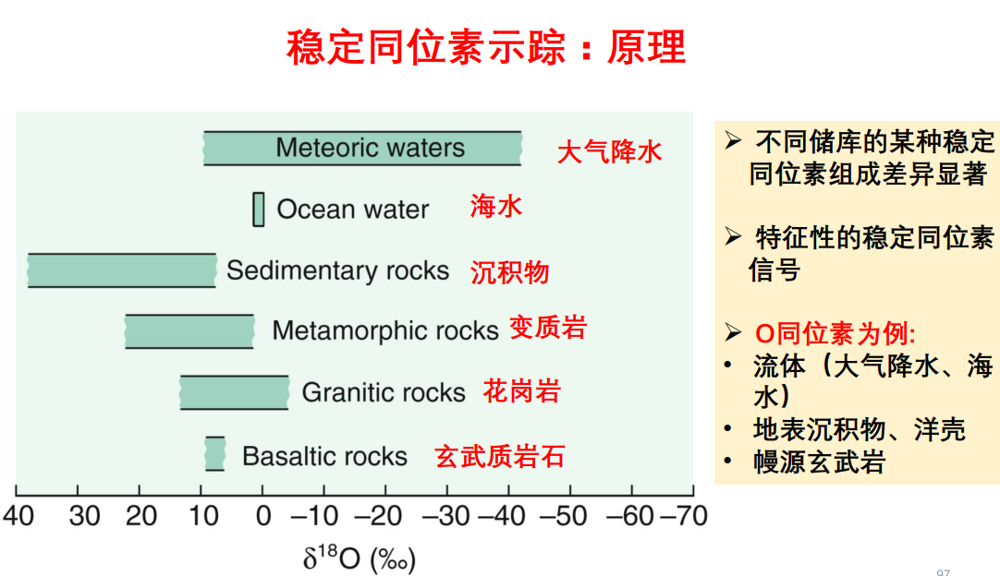 稳定同位素示踪：原理
Meteoric waters 大气降水
Ocean water 海水
Sedimentary rocks 沉积物
Metamorphic rocks 变质岩
Granitic rocks 花岗岩
Basaltic rocks 玄武质岩石
40 30 20 10 0 –10 –20 –30 –40 –50 –60 –70
δ¹⁸O (‰)
➢ 不同储库的某种稳定
同位素组成差异显著
➢ 特征性的稳定同位素
信号
➢ O同位素为例:
• 流体（大气降水、海
水）
• 地表沉积物、洋壳
• 幔源玄武岩
97